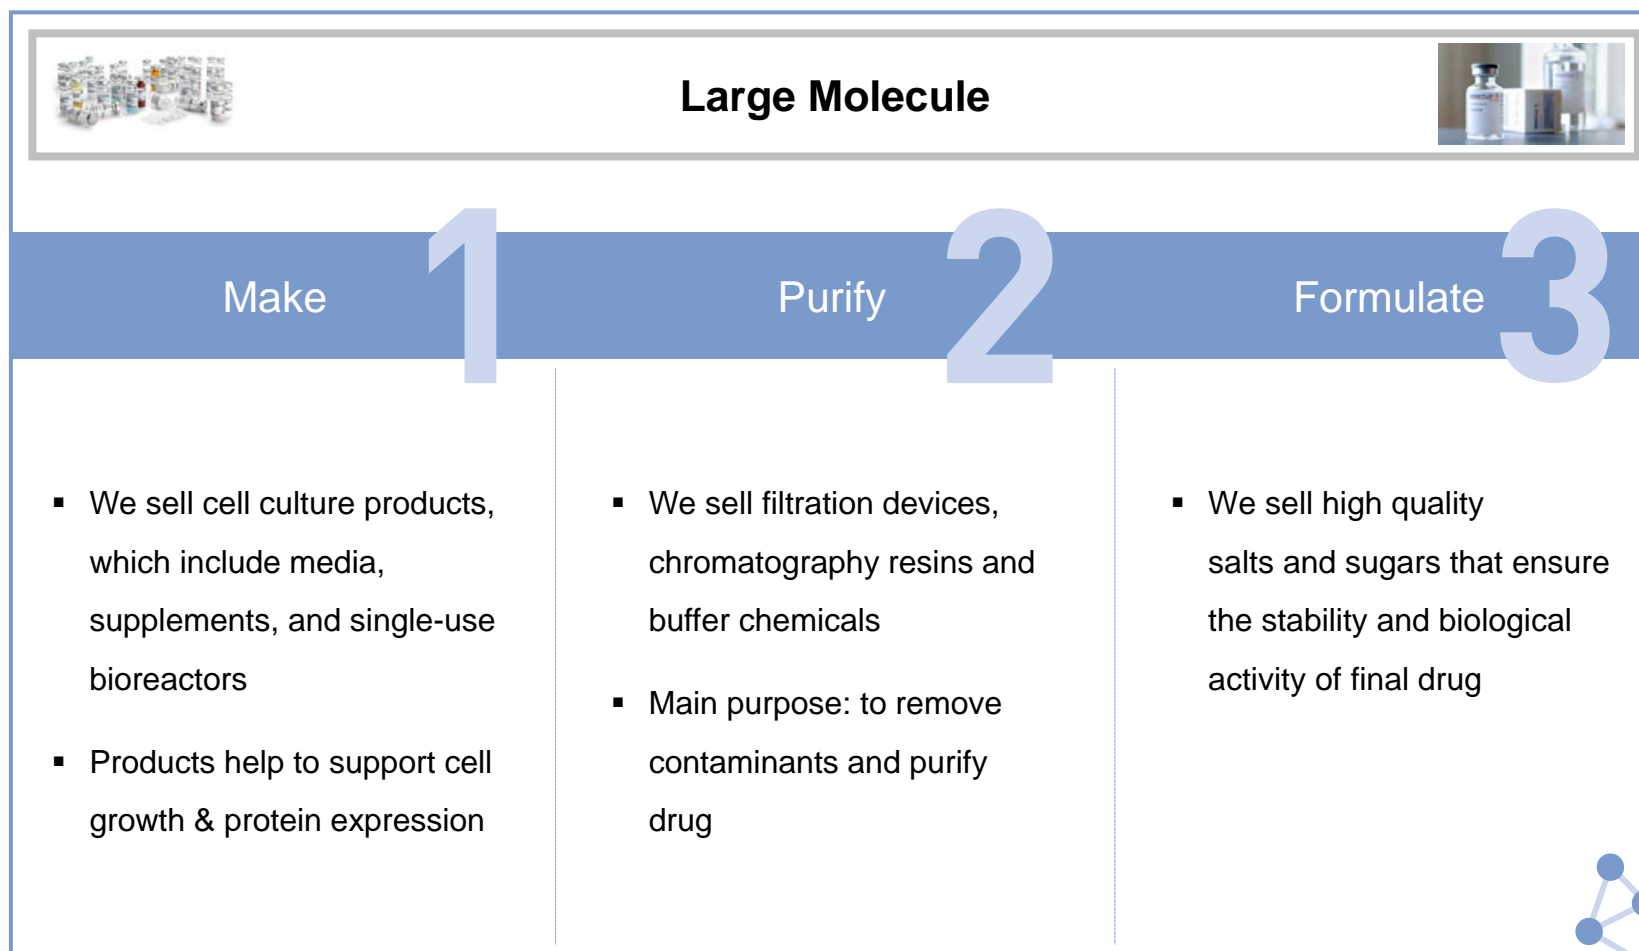 Large Molecule
Make
1
Purify
2
Formulate
3
▪ We sell cell culture products,
which include media,
supplements, and single-use
bioreactors
▪ Products help to support cell
growth & protein expression
▪ We sell filtration devices,
chromatography resins and
buffer chemicals
▪ Main purpose: to remove
contaminants and purify
drug
▪ We sell high quality
salts and sugars that ensure
the stability and biological
activity of final drug